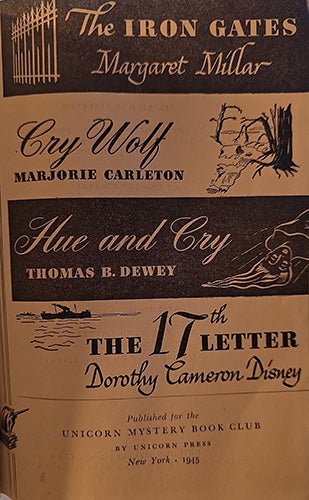 The IRON GATES
Margaret Millar
Cry Wolf
MARJORIE CARLETON
Hue and Cry
THOMAS B. DEWEY
THE 17th LETTER
Dorothy Cameron Disney
Published for the
UNICORN MYSTERY BOOK CLUB
BY UNICORN PRESS
New York · 1945